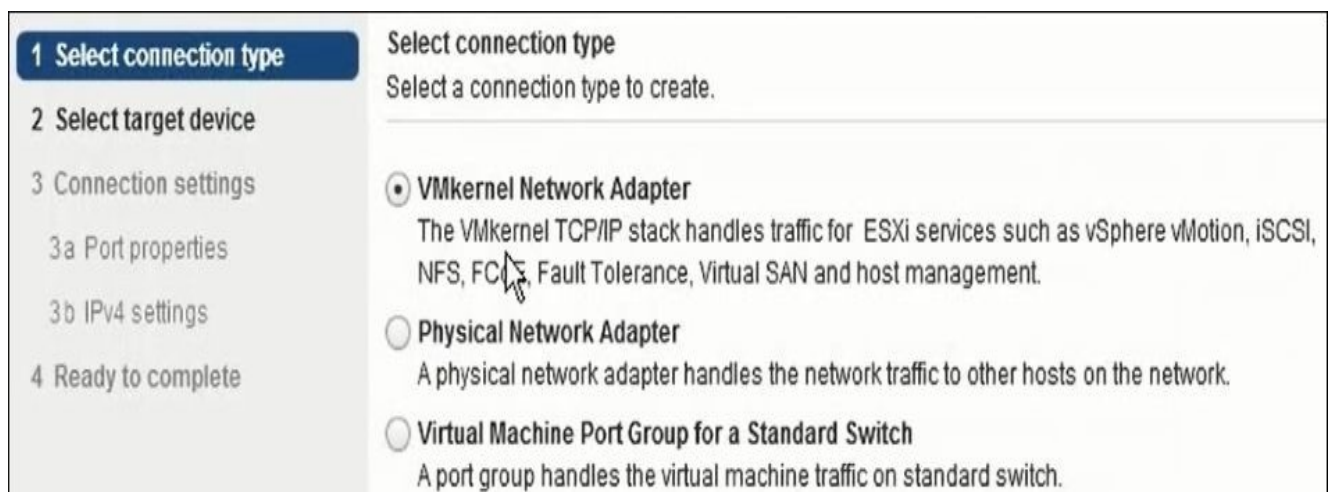 1 Select connection type
2 Select target device
3 Connection settings
3a Port properties
3b IPv4 settings
4 Ready to complete
Select connection type
Select a connection type to create.
VMkernel Network Adapter
The VMkernel TCP/IP stack handles traffic for ESXi services such as vSphere vMotion, iSCSI,
NFS, Fault Tolerance, Virtual SAN and host management.
Physical Network Adapter
A physical network adapter handles the network traffic to other hosts on the network.
Virtual Machine Port Group for a Standard Switch
A port group handles the virtual machine traffic on standard switch.